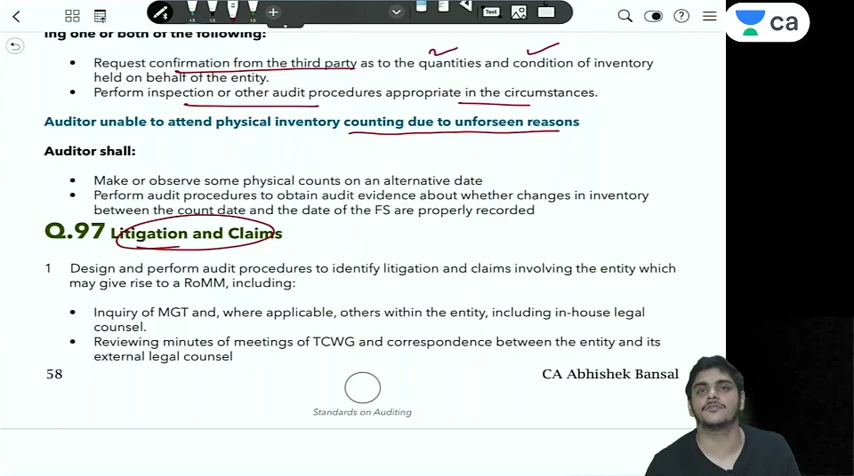 Text
ca
ing one or both of the following:
• Request confirmation from the third party as to the quantities and condition of inventory
held on behalf of the entity.
• Perform inspection or other audit procedures appropriate in the circumstances.
Auditor unable to attend physical inventory counting due to unforseen reasons
Auditor shall:
• Make or observe some physical counts on an alternative date
• Perform audit procedures to obtain audit evidence about whether changes in inventory
between the count date and the date of the FS are properly recorded
Q.97 Litigation and Claims
1 Design and perform audit procedures to identify litigation and claims involving the entity which
may give rise to a RoMM, including:
• Inquiry of MGT and, where applicable, others within the entity, including in-house legal
counsel.
• Reviewing minutes of meetings of TCWG and correspondence between the entity and its
external legal counsel
58
CA Abhishek Bansal
Standards on Auditing